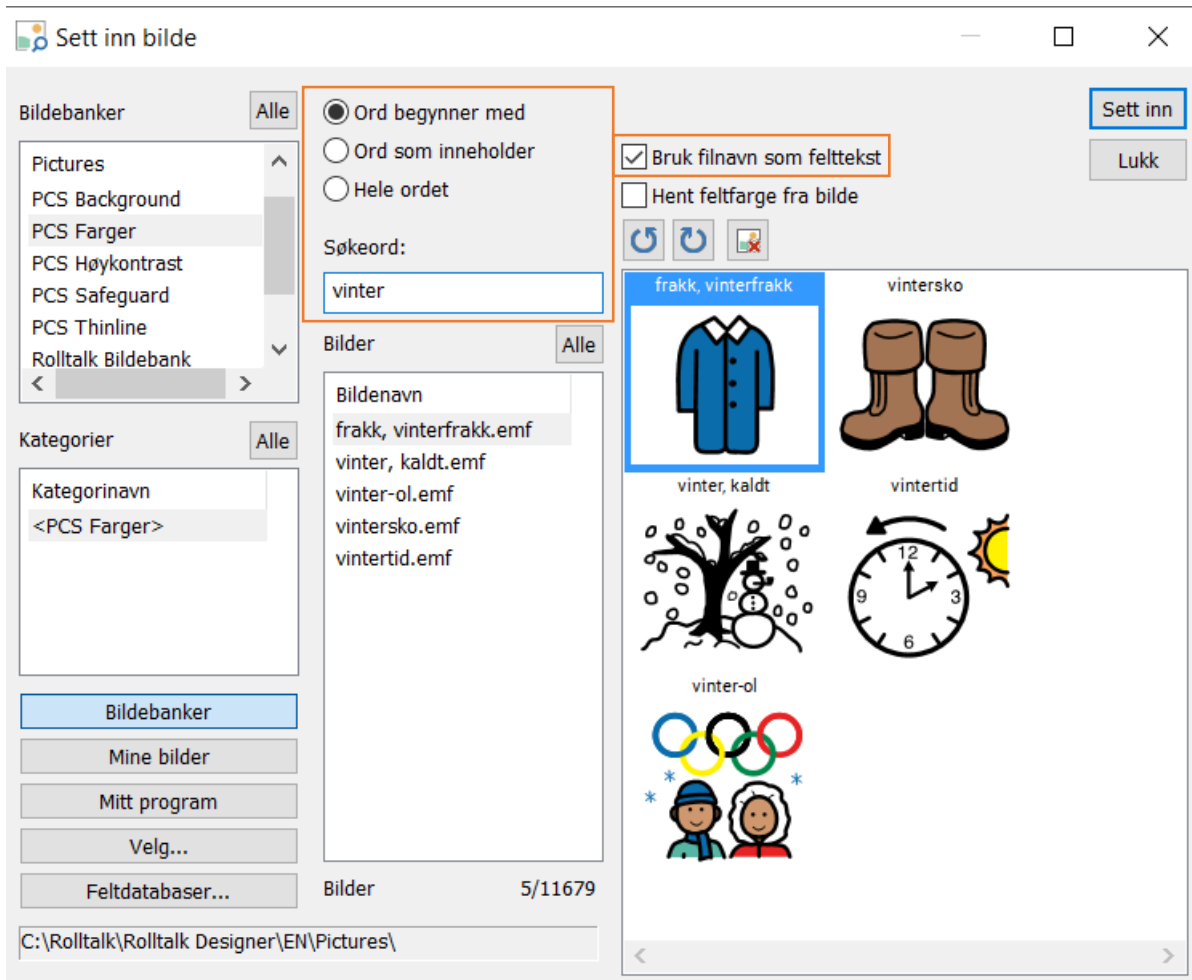 Sett inn bilde
Bildebanker
Alle
Pictures
PCS Background
PCS Farger
PCS Høykontrast
PCS Safeguard
PCS Thinline
Rolltalk Bildebank
Kategorier
Alle
Kategorinavn
<PCS Farger>
Bildebanker
Mine bilder
Mitt program
Velg...
Feltdatabaser...
C:\Rolltalk\Rolltalk Designer\EN\Pictures\
Ord begynner med
Ord som inneholder
Hele ordet
Søkeord:
vinter
Bilder
Alle
Bildenavn
frakk, vinterfrakk.emf
vinter, kaldt.emf
vinter-ol.emf
vintersko.emf
vintertid.emf
Bilder 5/11679
Bruk filnavn som felttekst
Hent feltfarge fra bilde
Sett inn
Lukk
frakk, vinterfrakk
vintersko
vinter, kaldt
vintertid
12
9 3
6
vinter-ol